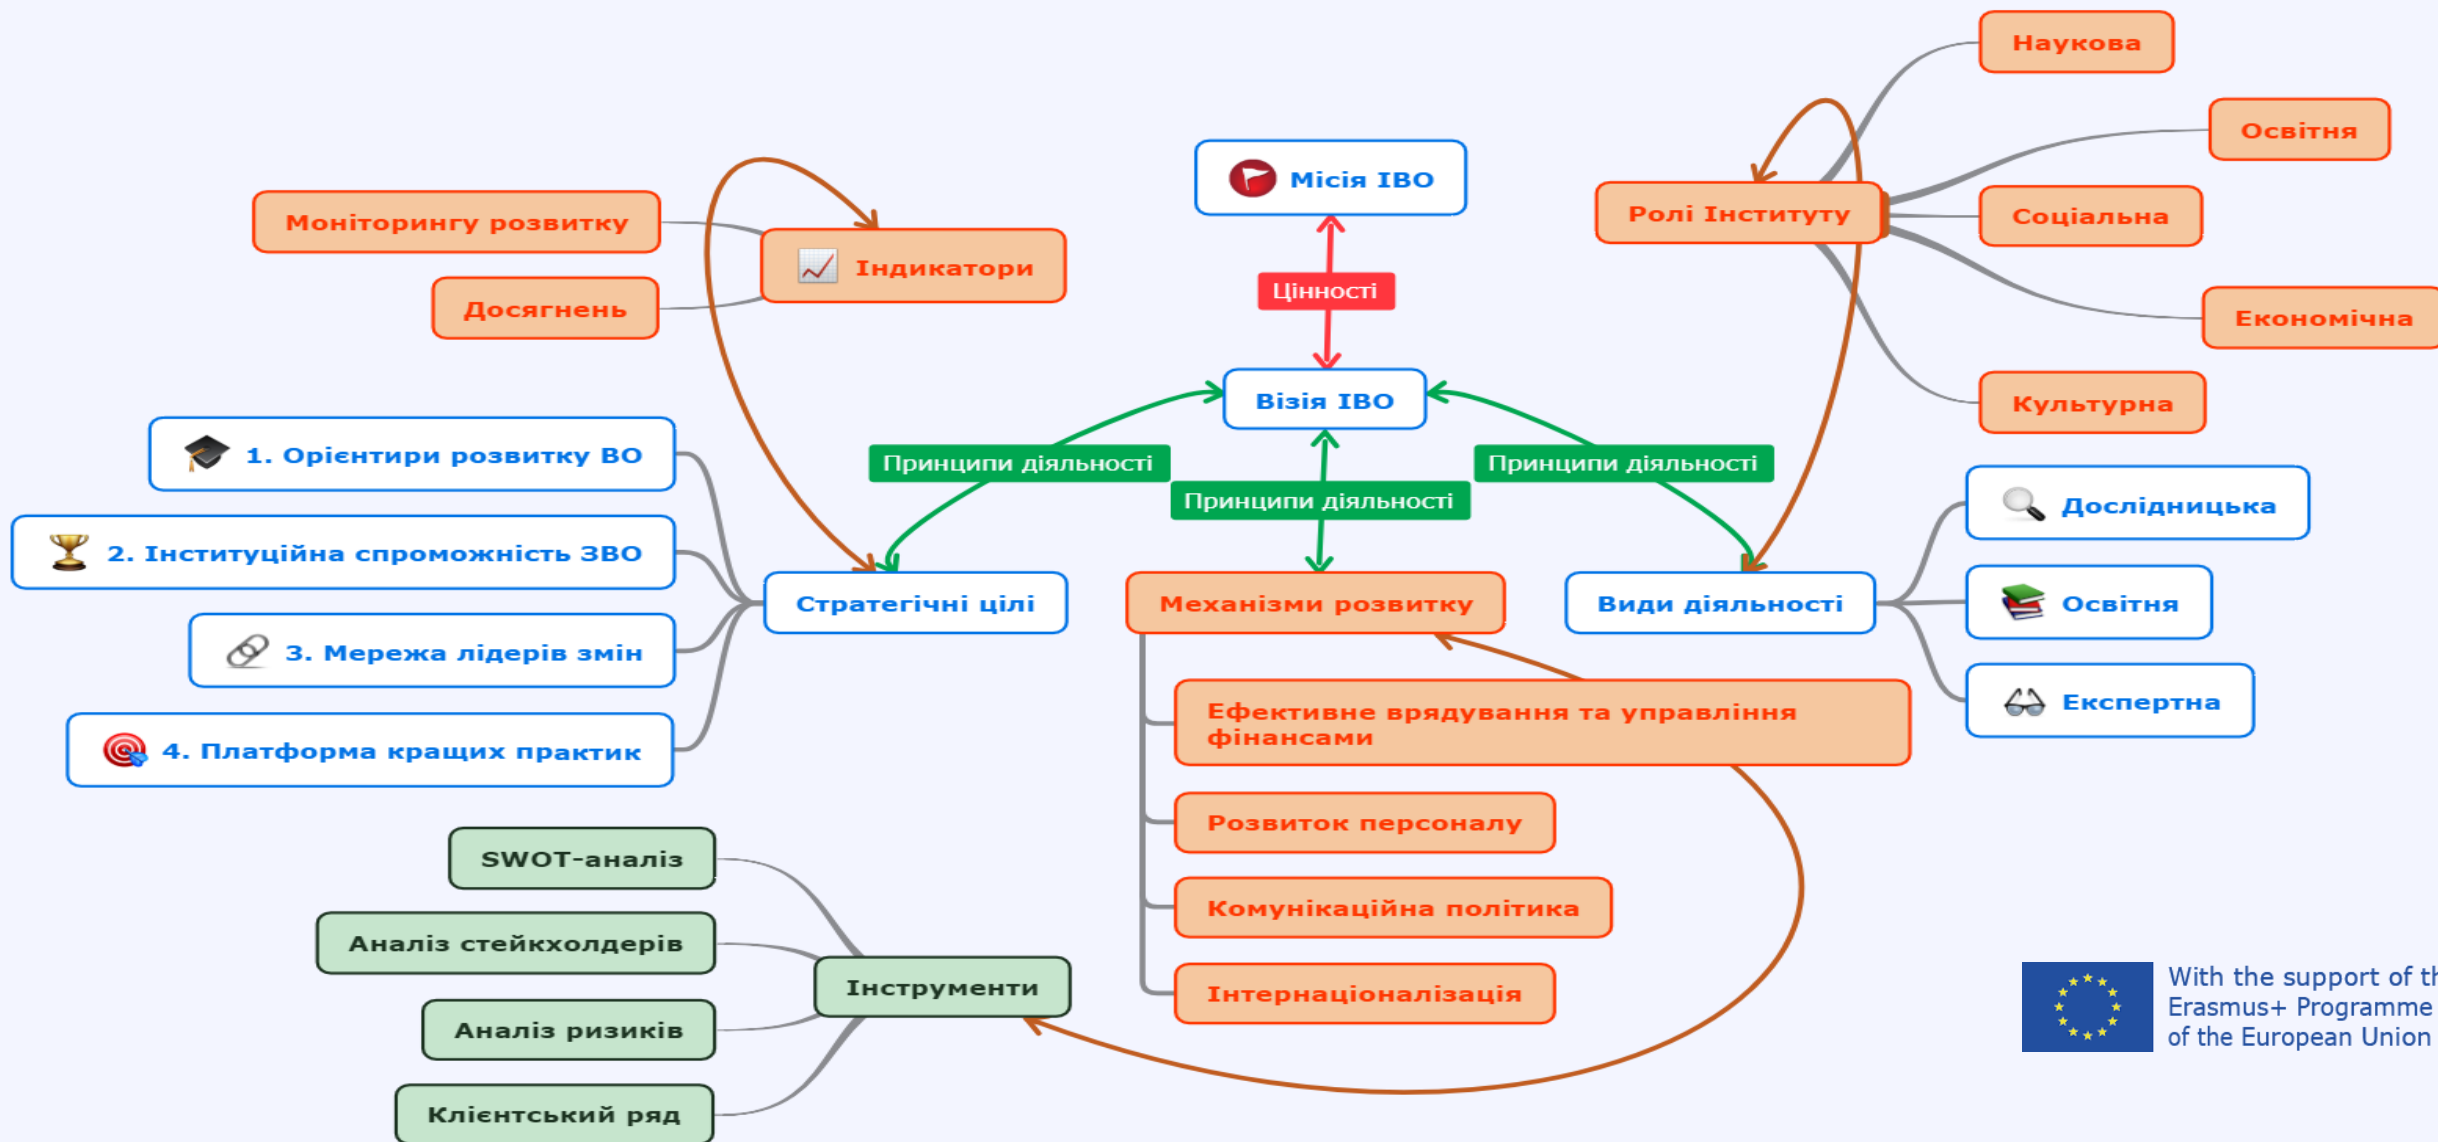 Місія ІВО
Цінності
Візія ІВО
Принципи діяльності
Принципи діяльності
Принципи діяльності
Індикатори
Моніторингу розвитку
Досягнень
Стратегічні цілі
1. Орієнтири розвитку ВО
2. Інституційна спроможність ЗВО
3. Мережа лідерів змін
4. Платформа кращих практик
Механізми розвитку
Ефективне врядування та управління
фінансами
Розвиток персоналу
Комунікаційна політика
Інтернаціоналізація
Інструменти
SWOT-аналіз
Аналіз стейкхолдерів
Аналіз ризиків
Клієнтський ряд
Ролі Інституту
Наукова
Освітня
Соціальна
Економічна
Культурна
Види діяльності
Дослідницька
Освітня
Експертна
With the support of th
Erasmus+ Programme
of the European Union